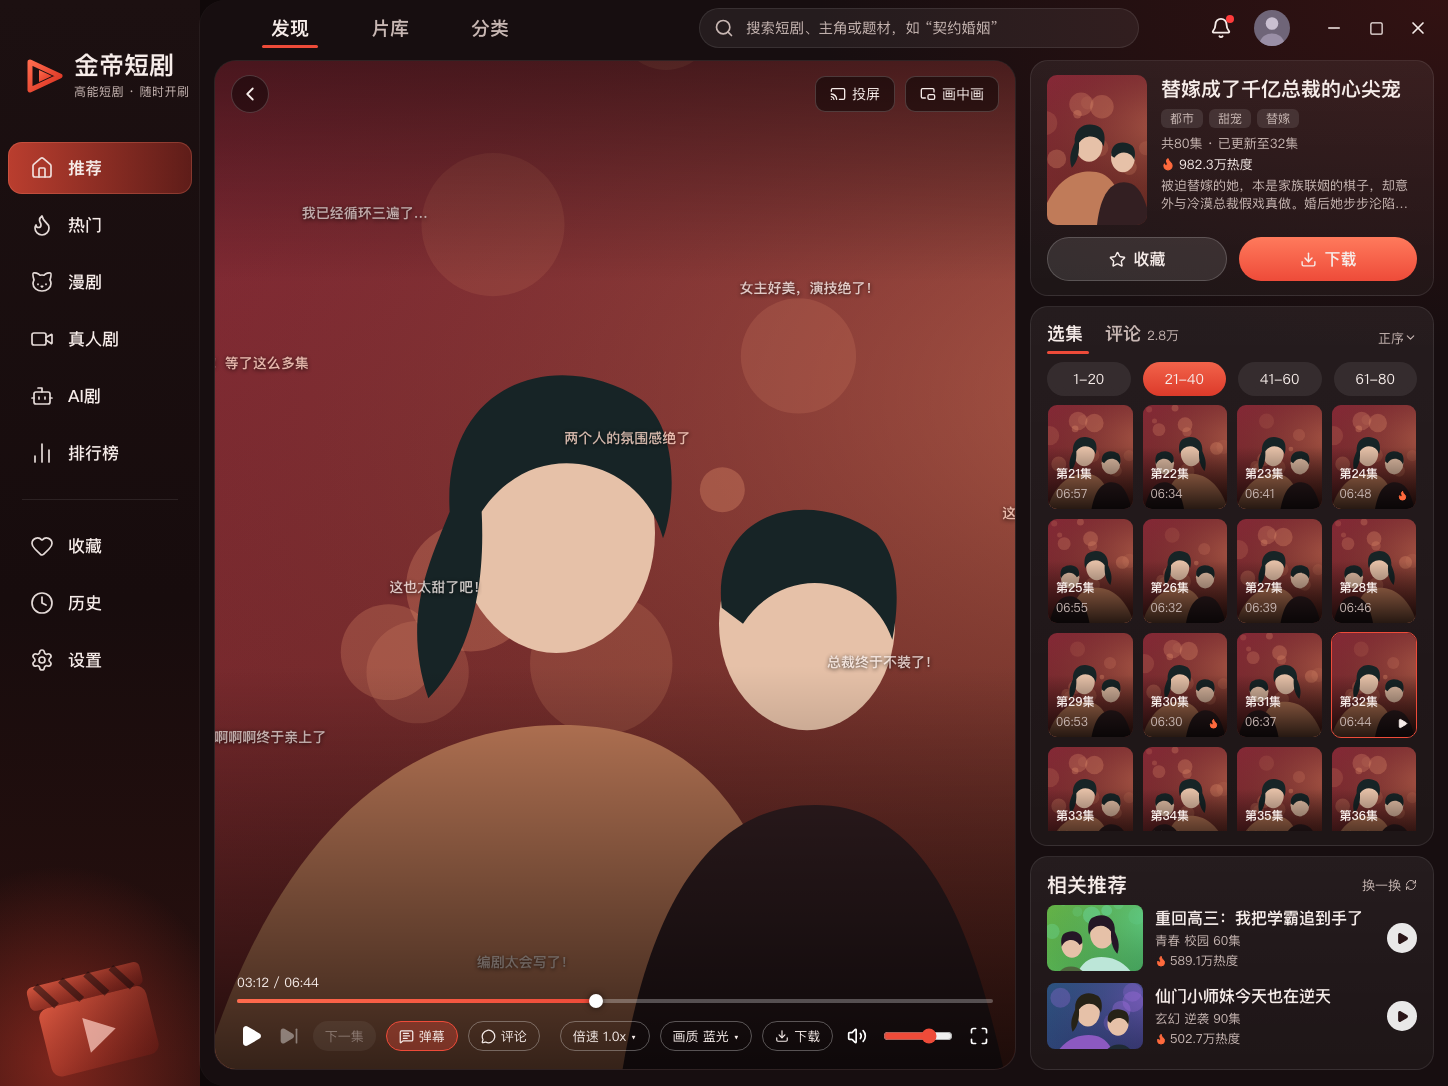 发现 片库 分类
搜索短剧、主角或题材，如“契约婚姻”
金帝短剧
高能短剧 · 随时开刷
推荐
热门
漫剧
真人剧
AI剧
排行榜
收藏
历史
设置
投屏 画中画
我已经循环三遍了...
女主好美，演技绝了！
等了这么多集
两个人的氛围感绝了
这
这也太甜了吧！
总裁终于不装了！
啊啊啊终于亲上了
编剧太会写了！
03:12 / 06:44
下一集 弹幕 评论 倍速 1.0x 画质 蓝光 下载
替嫁成了千亿总裁的心尖宠
都市 甜宠 替嫁
共80集 · 已更新至32集
982.3万热度
被迫替嫁的她，本是家族联姻的棋子，却意
外与冷漠总裁假戏真做。婚后她步步沦陷...
收藏 下载
选集 评论 2.8万 正序
1–20 21–40 41–60 61–80
第21集 第22集 第23集 第24集
06:57 06:34 06:41 06:48
第25集 第26集 第27集 第28集
06:55 06:32 06:39 06:46
第29集 第30集 第31集 第32集
06:53 06:30 06:37 06:44
第33集 第34集 第35集 第36集
相关推荐 换一换
重回高三：我把学霸追到手了
青春 校园 60集
589.1万热度
仙门小师妹今天也在逆天
玄幻 逆袭 90集
502.7万热度